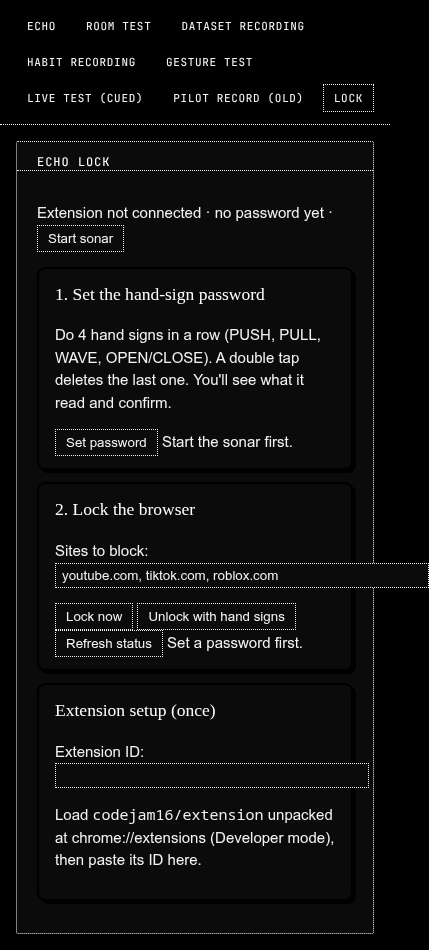 ECHO ROOM TEST DATASET RECORDING
HABIT RECORDING GESTURE TEST
LIVE TEST (CUED) PILOT RECORD (OLD) LOCK
ECHO LOCK
Extension not connected · no password yet ·
Start sonar
1. Set the hand-sign password
Do 4 hand signs in a row (PUSH, PULL,
WAVE, OPEN/CLOSE). A double tap
deletes the last one. You'll see what it
read and confirm.
Set password Start the sonar first.
2. Lock the browser
Sites to block:
youtube.com, tiktok.com, roblox.com
Lock now Unlock with hand signs
Refresh status Set a password first.
Extension setup (once)
Extension ID:
Load codejam16/extension unpacked
at chrome://extensions (Developer mode),
then paste its ID here.